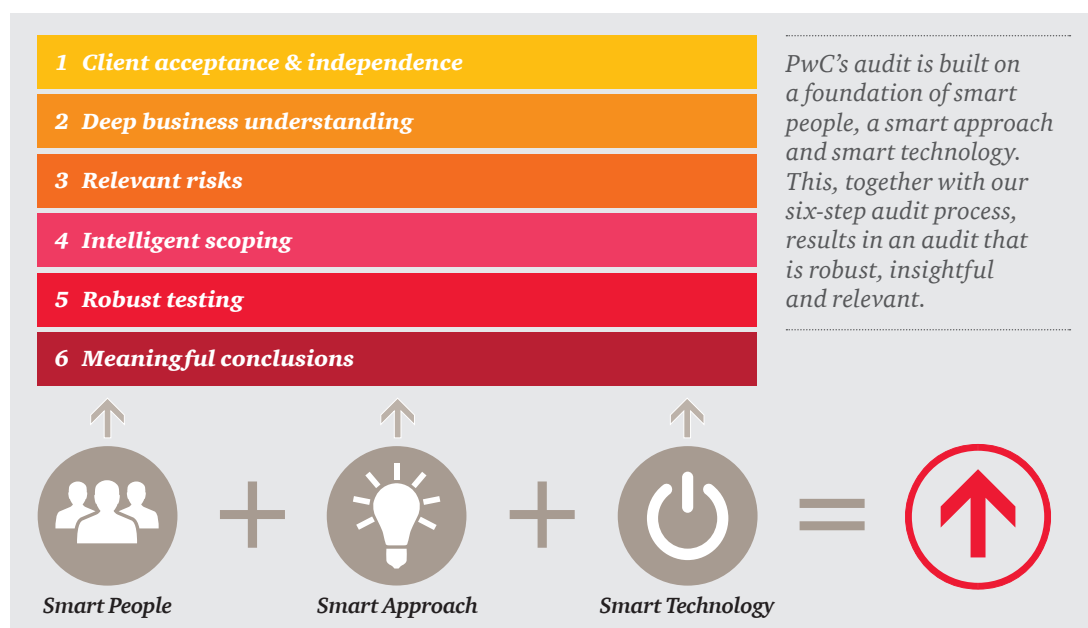 1 Client acceptance & independence
2 Deep business understanding
3 Relevant risks
4 Intelligent scoping
5 Robust testing
6 Meaningful conclusions
PwC's audit is built on
a foundation of smart
people, a smart approach
and smart technology.
This, together with our
six-step audit process,
results in an audit that
is robust, insightful
and relevant.
+ + =
Smart People Smart Approach Smart Technology